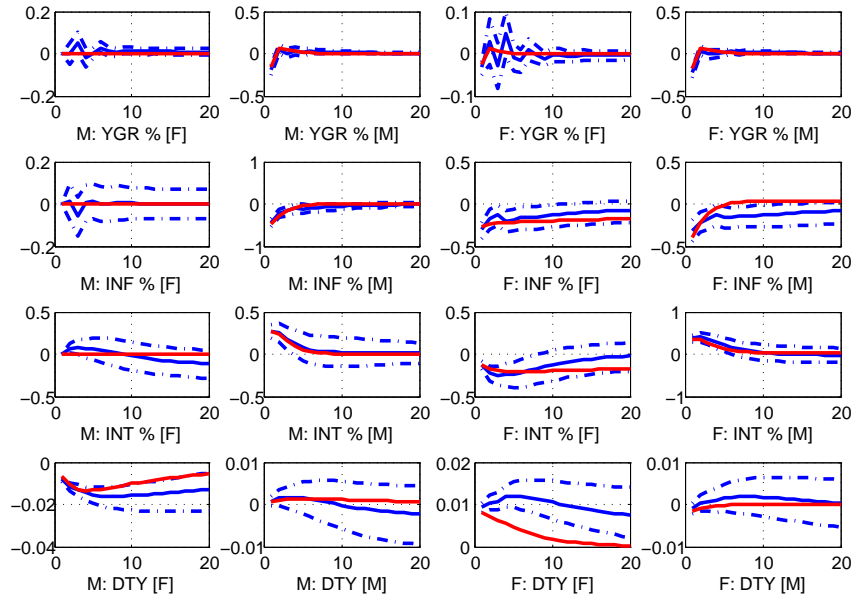 0.2 0.5 0.1 0.5
0 0 0 0
−0.2 −0.5 −0.1 −0.5
0 10 20 0 10 20 0 10 20 0 10 20
M: YGR % [F] M: YGR % [M] F: YGR % [F] F: YGR % [M]
0.2 1 0.5 0.5
0 0 0 0
−0.2 −1 −0.5 −0.5
0 10 20 0 10 20 0 10 20 0 10 20
M: INF % [F] M: INF % [M] F: INF % [F] F: INF % [M]
0.5 0.5 0.5 1
0 0 0 0
−0.5 −0.5 −0.5 −1
0 10 20 0 10 20 0 10 20 0 10 20
M: INT % [F] M: INT % [M] F: INT % [F] F: INT % [M]
0 0.01 0.02 0.01
−0.02 0 0.01 0
−0.04 −0.01 0 −0.01
0 10 20 0 10 20 0 10 20 0 10 20
M: DTY [F] M: DTY [M] F: DTY [F] F: DTY [M]